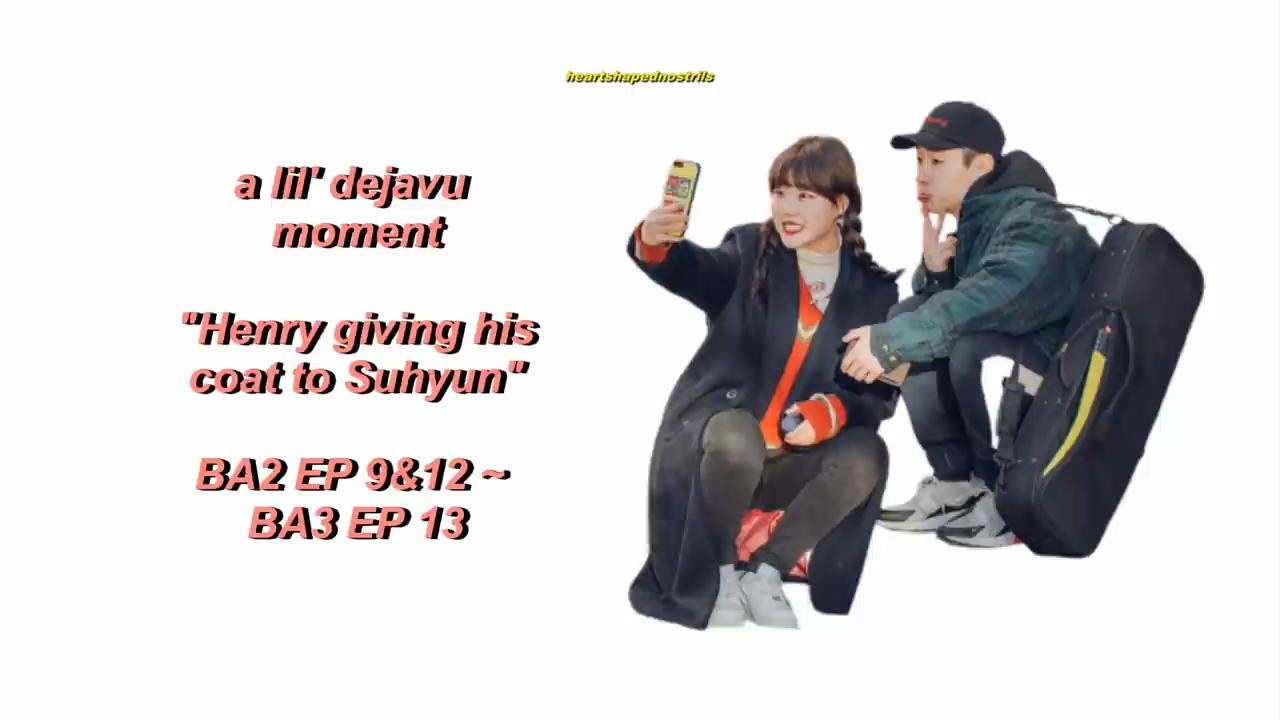 heartshapednostrils
a lil' dejavu
moment
"Henry giving his
coat to Suhyun"
BA2 EP 9&12 ~
BA3 EP 13